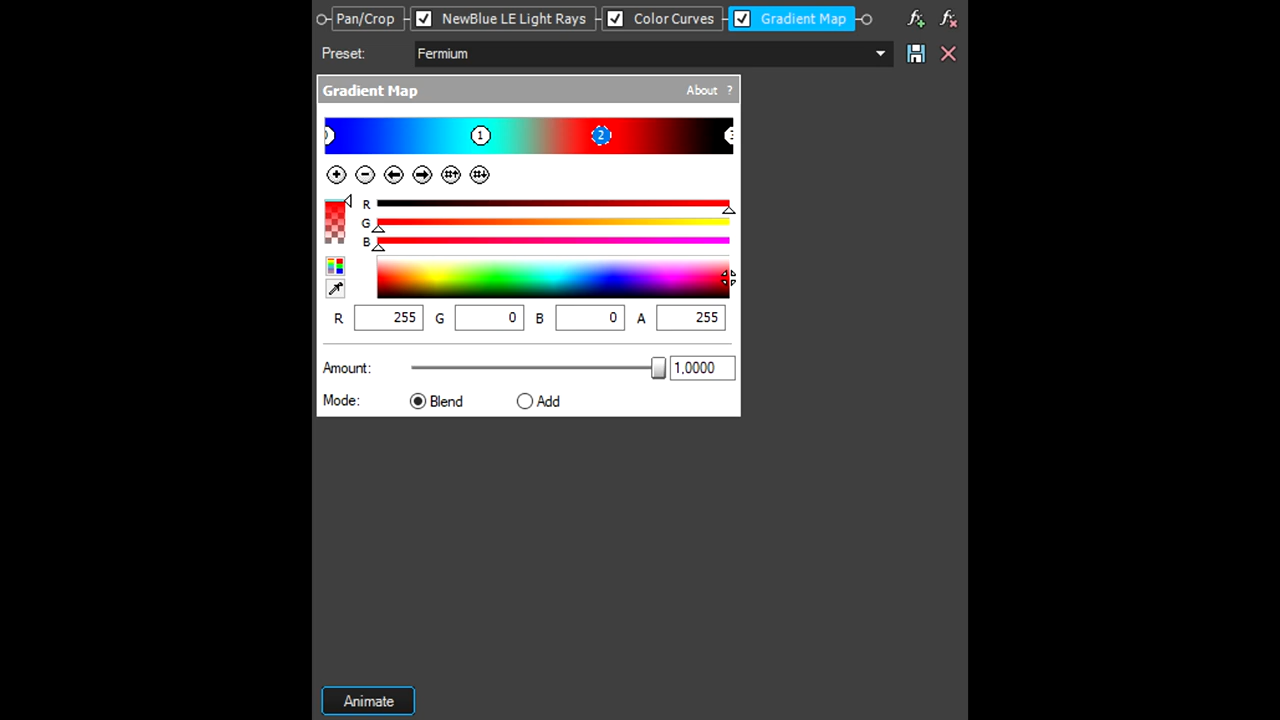 Pan/Crop NewBlue LE Light Rays Color Curves Gradient Map
Preset: Fermium
Gradient Map About ?
1 2
R
G
B
R 255 G 0 B 0 A 255
Amount: 1,0000
Mode: Blend Add
Animate